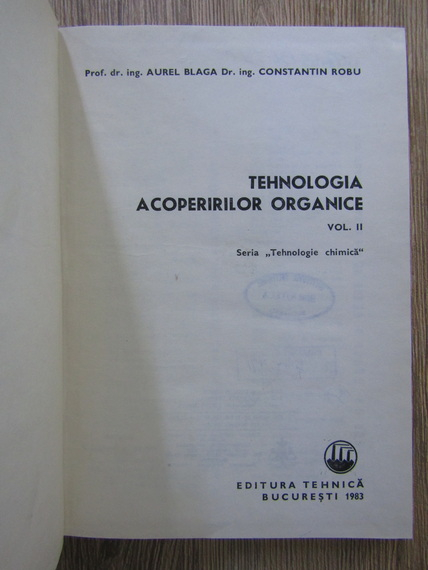 Prof. dr. ing. AUREL BLAGA Dr. ing. CONSTANTIN ROBU
TEHNOLOGIA
ACOPERIRILOR ORGANICE
VOL. II
Seria „Tehnologie chimică“
EDITURA TEHNICĂ
BUCUREȘTI 1983